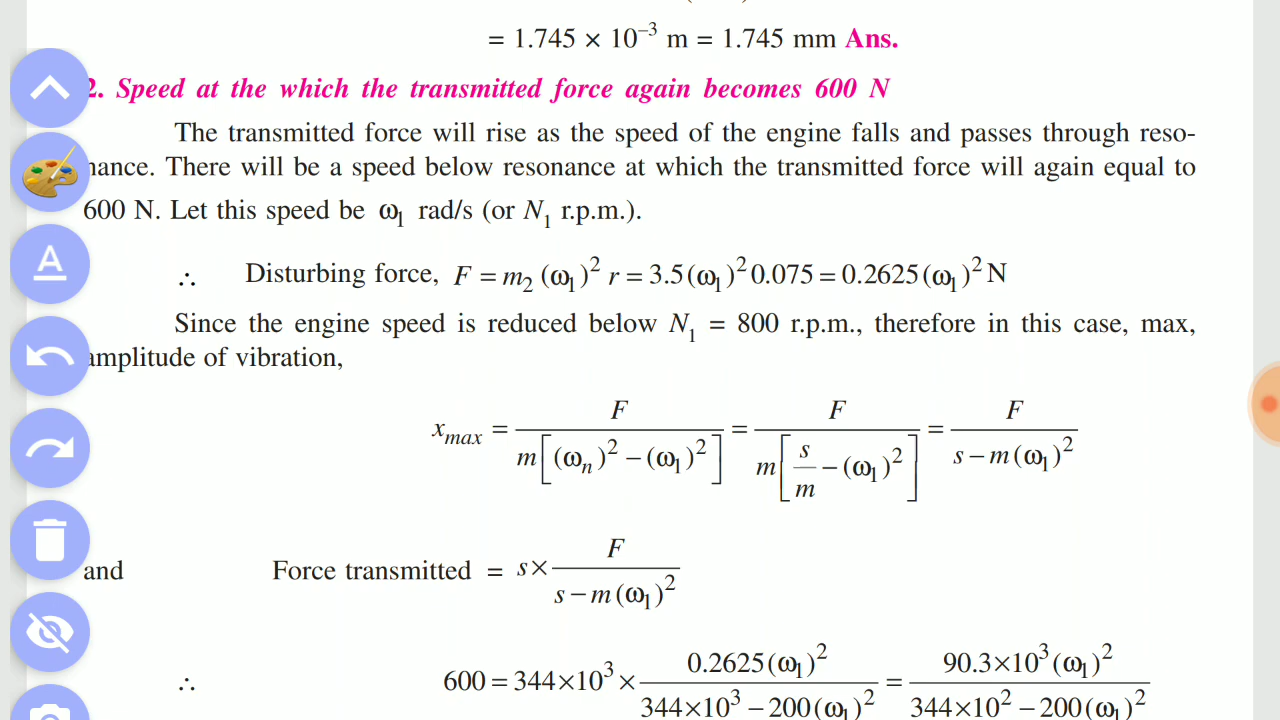 = 1.745 × 10–3 m = 1.745 mm Ans.
2. Speed at the which the transmitted force again becomes 600 N
The transmitted force will rise as the speed of the engine falls and passes through reso-
nance. There will be a speed below resonance at which the transmitted force will again equal to
600 N. Let this speed be ω1 rad/s (or N1 r.p.m.).
∴ Disturbing force, F = m2 (ω1)2 r = 3.5(ω1)2 0.075 = 0.2625(ω1)2 N
Since the engine speed is reduced below N1 = 800 r.p.m., therefore in this case, max,
amplitude of vibration,
xmax = F / m[(ωn)2 – (ω1)2] = F / m[s/m – (ω1)2] = F / s – m(ω1)2
and Force transmitted = s × F / s – m(ω1)2
∴ 600 = 344×103 × 0.2625(ω1)2 / 344×103 – 200(ω1)2 = 90.3×103(ω1)2 / 344×102 – 200(ω1)2